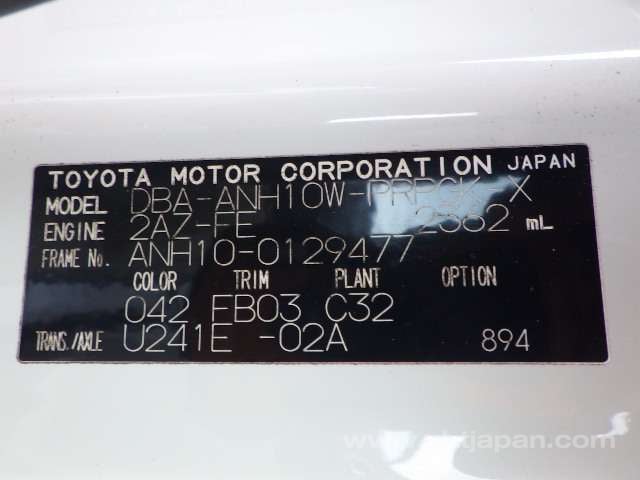 TOYOTA MOTOR CORPORATION JAPAN
MODEL DBA-ANH10W-PRPGK X
ENGINE 2AZ-FE 2362 mL
FRAME No. ANH10-0129477
COLOR TRIM PLANT OPTION
042 FB03 C32
TRANS./AXLE U241E -02A 894